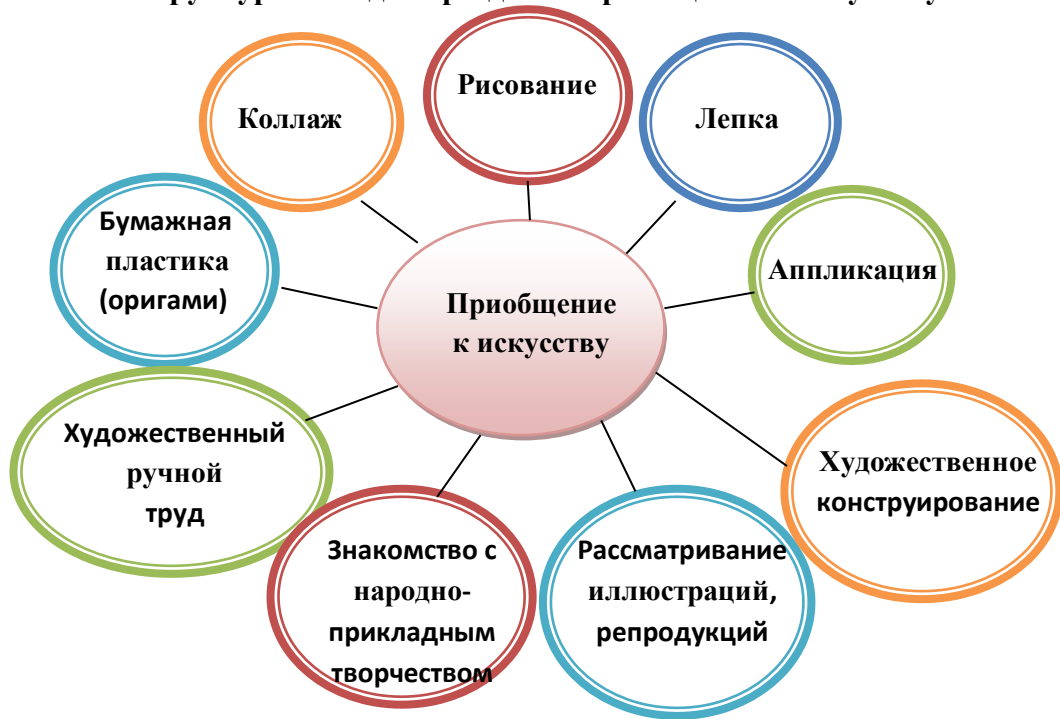 Рисование
Коллаж
Лепка
Бумажная
пластика
(оригами)
Аппликация
Приобщение
к искусству
Художественный
ручной
труд
Художественное
конструирование
Знакомство с
народно-
прикладным
творчеством
Рассматривание
иллюстраций,
репродукций